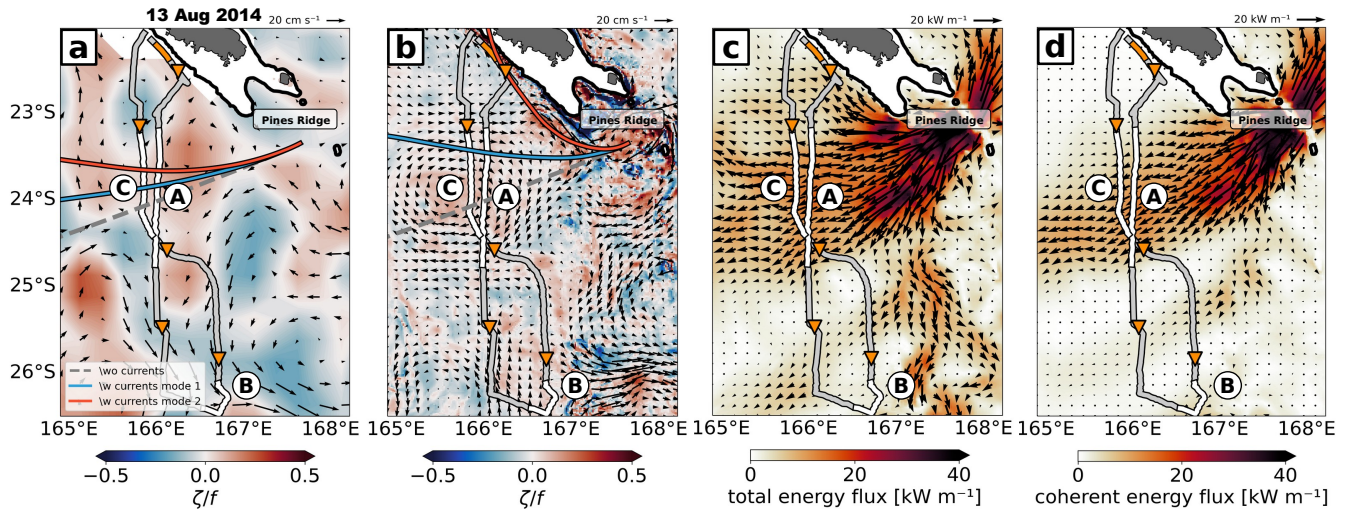 13 Aug 2014
20 cm s⁻¹
20 cm s⁻¹
20 kW m⁻¹
20 kW m⁻¹
a
b
c
d
23°S
24°S
25°S
26°S
Pines Ridge
Pines Ridge
Pines Ridge
Pines Ridge
C
A
B
C
A
B
C
A
B
C
A
B
\wo currents
\w currents mode 1
\w currents mode 2
165°E 166°E 167°E 168°E
165°E 166°E 167°E 168°E
165°E 166°E 167°E 168°E
165°E 166°E 167°E 168°E
−0.5 0.0 0.5
ζ/f
−0.5 0.0 0.5
ζ/f
0 20 40
total energy flux [kW m⁻¹]
0 20 40
coherent energy flux [kW m⁻¹]